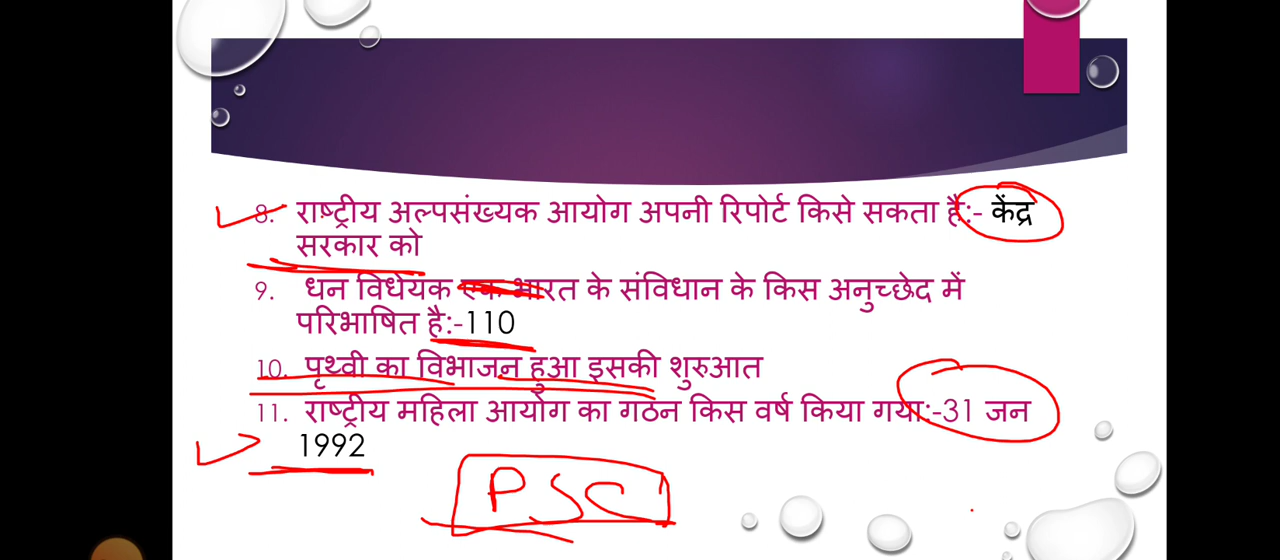 8. राष्ट्रीय अल्पसंख्यक आयोग अपनी रिपोर्ट किसे सकता है:- केंद्र
सरकार को
9. धन विधेयक एक भारत के संविधान के किस अनुच्छेद में
परिभाषित है:-110
10. पृथ्वी का विभाजन हुआ इसकी शुरुआत
11. राष्ट्रीय महिला आयोग का गठन किस वर्ष किया गया:-31 जन
1992
PSC